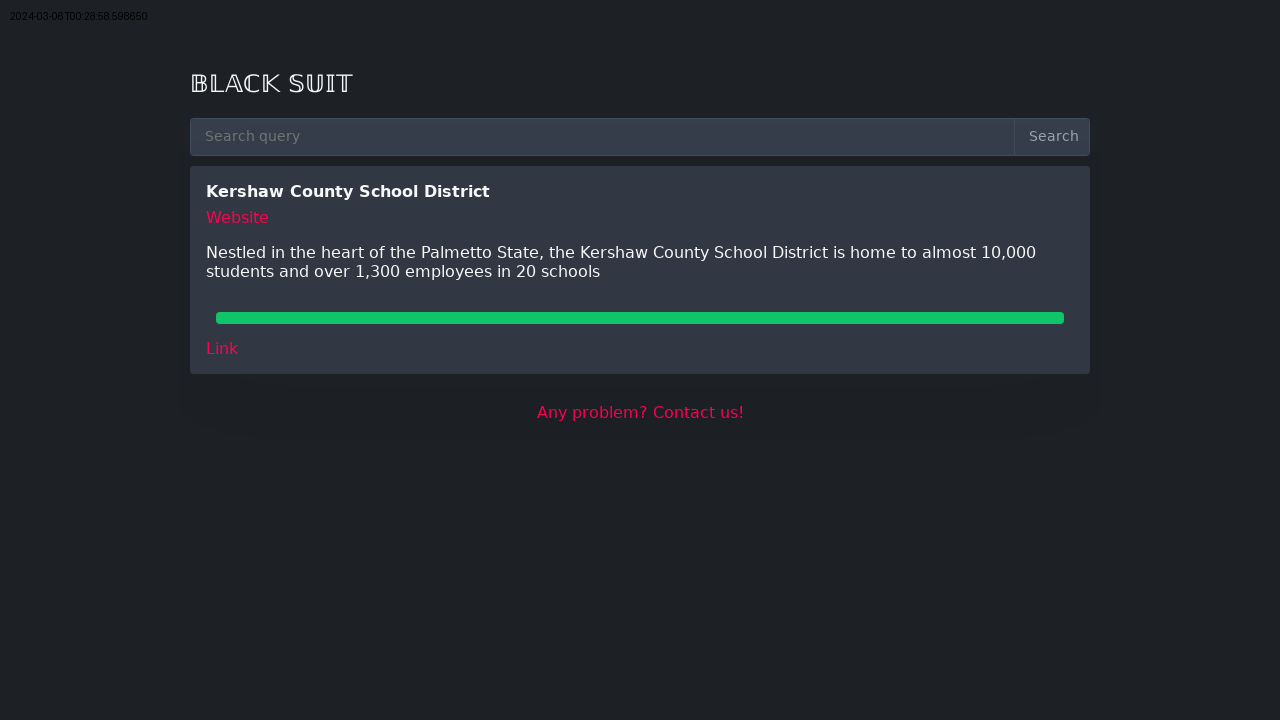 2024-03-06T00:28:58.598650
𝔹𝕃𝔸ℂ𝕂 𝕊𝕌𝕀𝕋
Search query
Search
Kershaw County School District
Website
Nestled in the heart of the Palmetto State, the Kershaw County School District is home to almost 10,000
students and over 1,300 employees in 20 schools
Link
Any problem? Contact us!